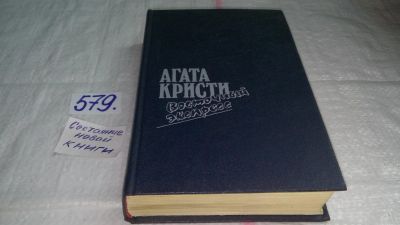 579.
Состояние
новой
книги
АГАТА
КРИСТИ
Восточный
экспресс